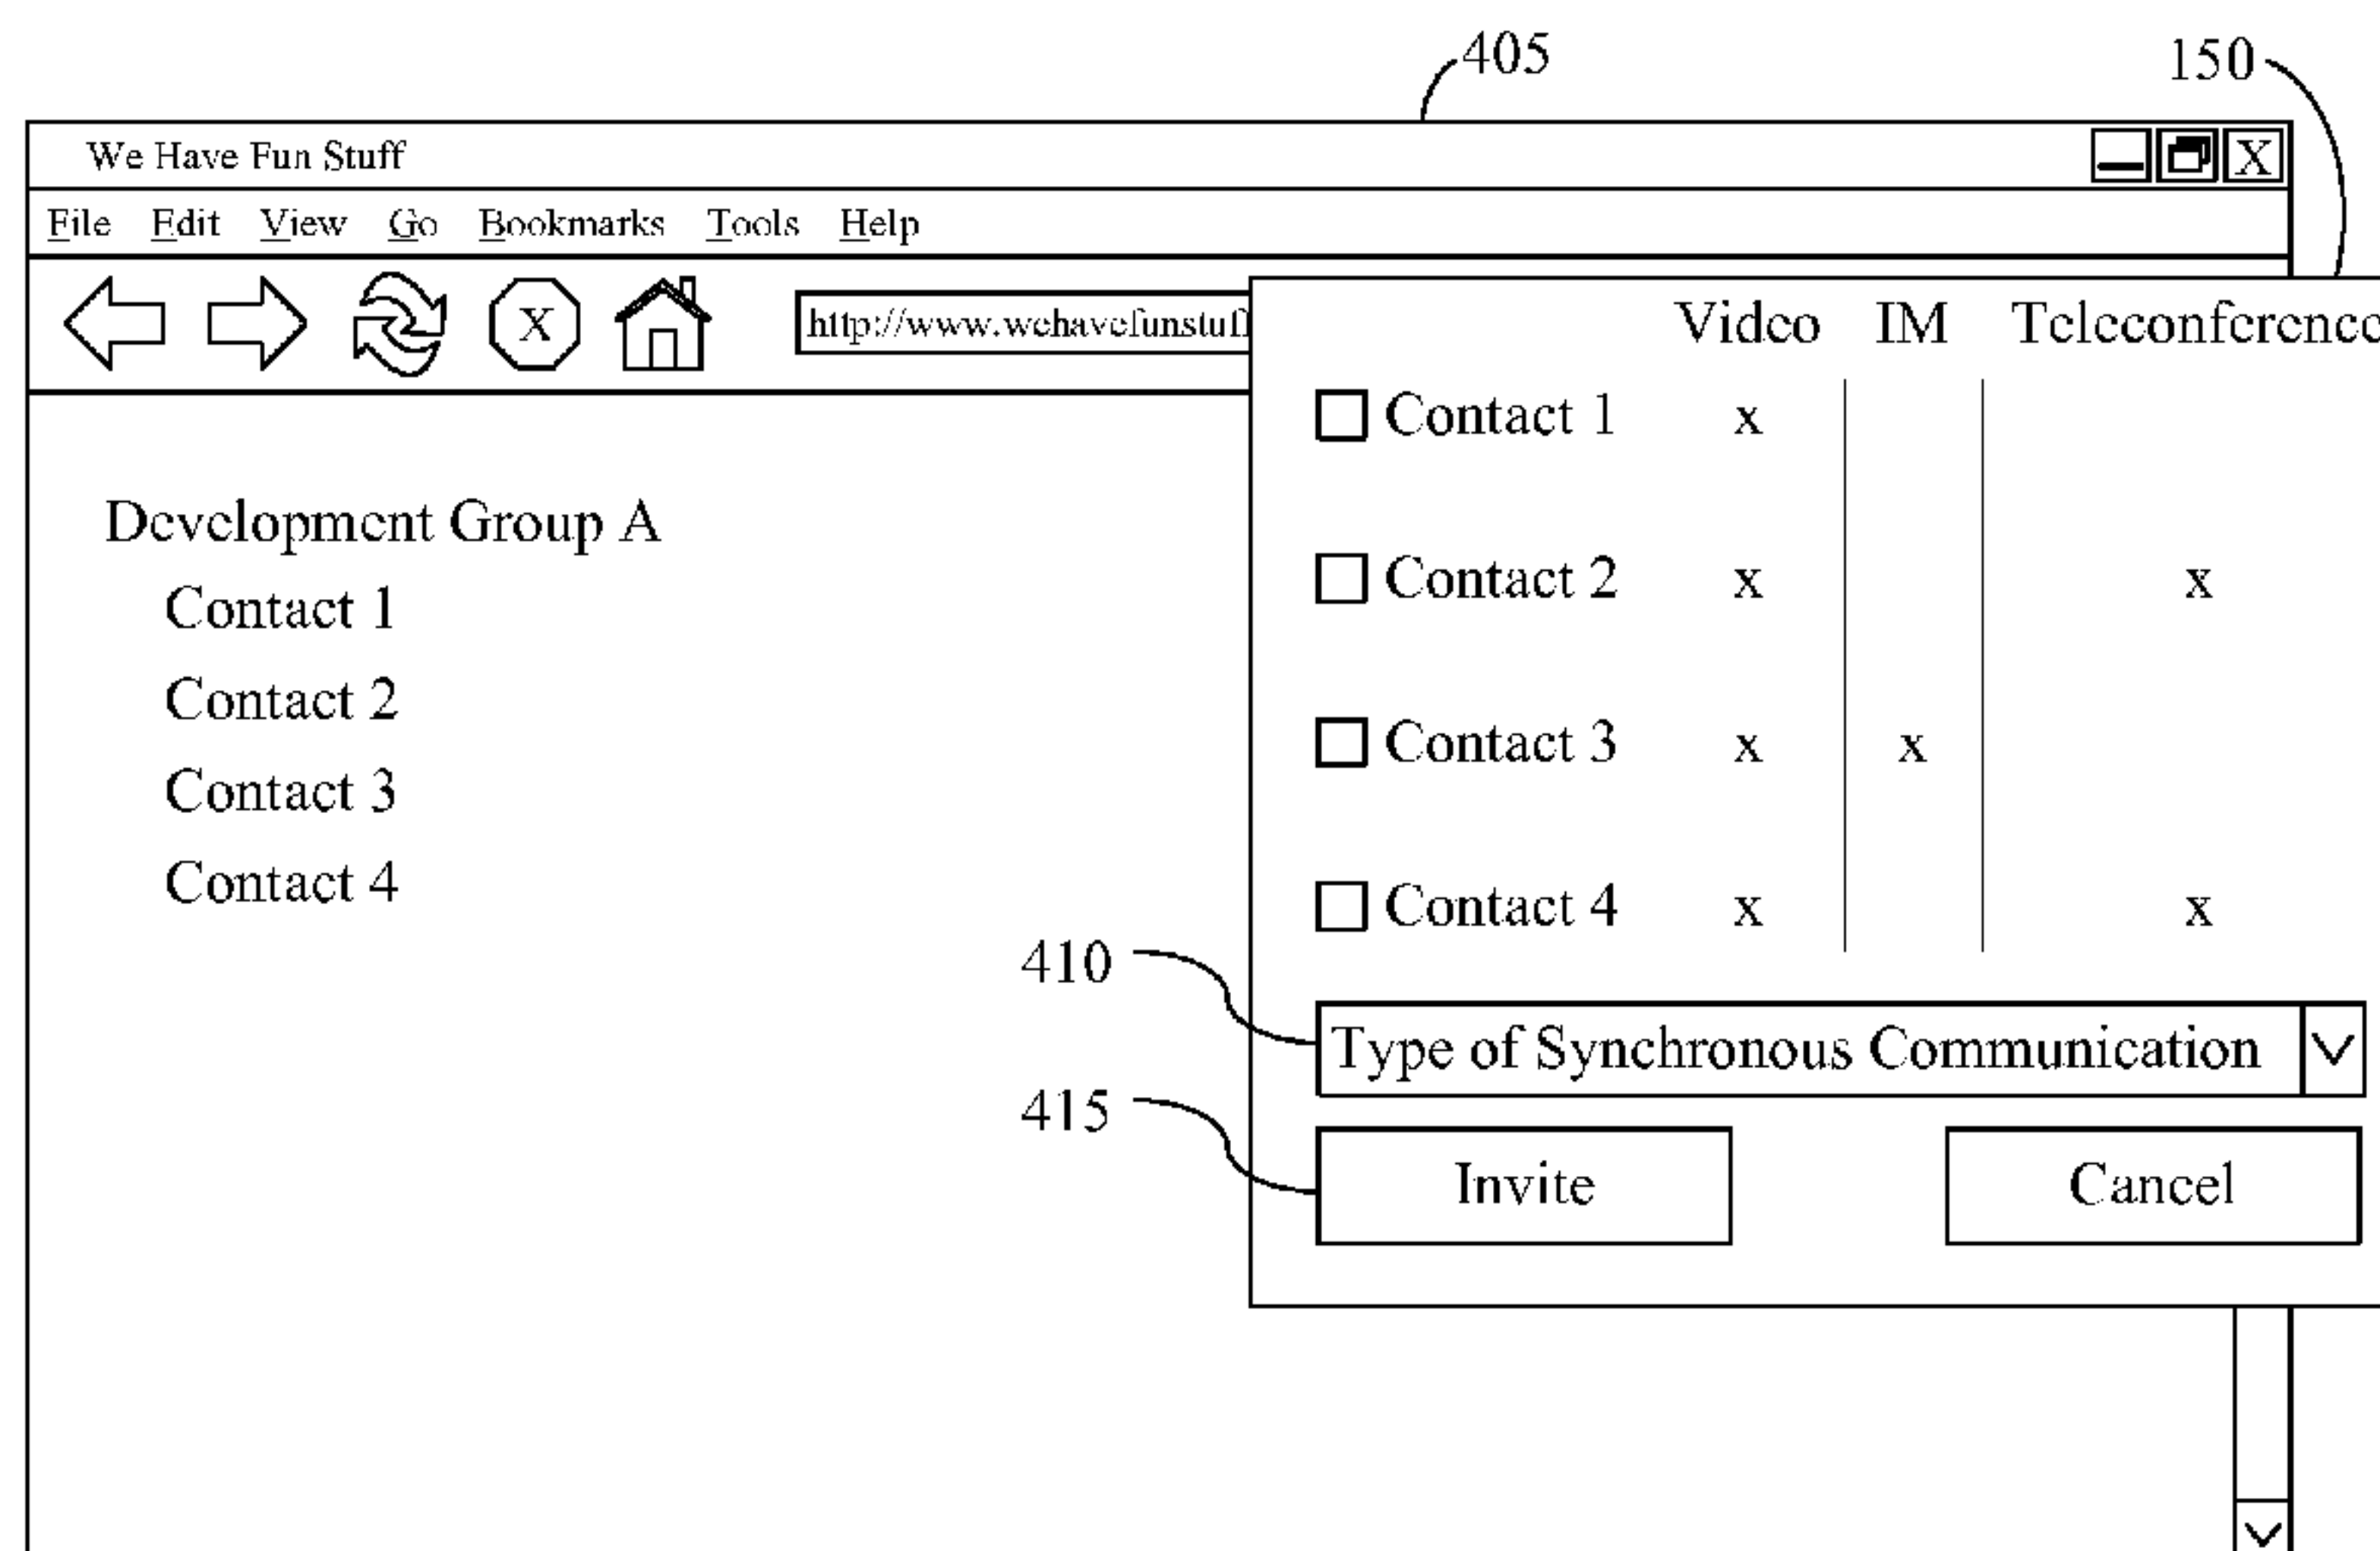 405
150
We Have Fun Stuff
X
File Edit View Go Bookmarks Tools Help
X
http://www.wehavefunstuff
Video IM Teleconference
Contact 1 x
Contact 2 x x
Contact 3 x x
Contact 4 x x
Development Group A
Contact 1
Contact 2
Contact 3
Contact 4
410
Type of Synchronous Communication
415
Invite
Cancel